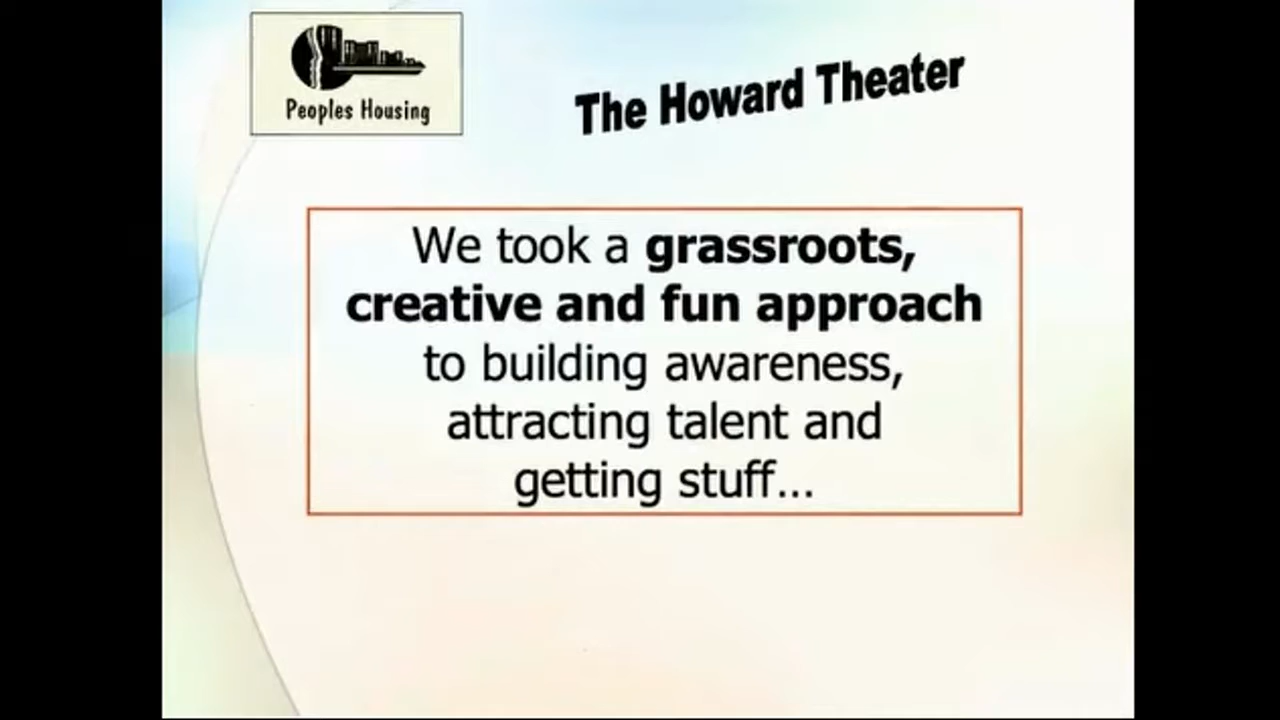 Peoples Housing
The Howard Theater
We took a grassroots,
creative and fun approach
to building awareness,
attracting talent and
getting stuff...